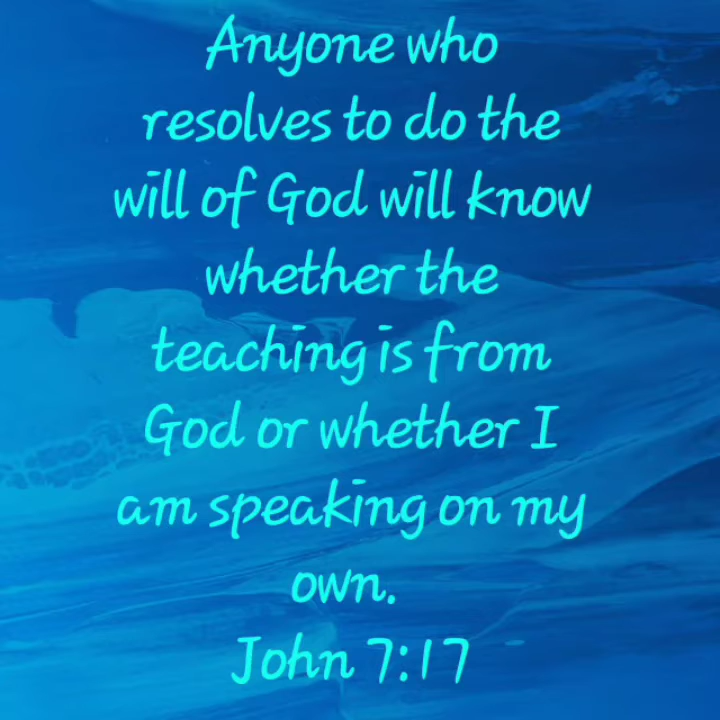 Anyone who
resolves to do the
will of God will know
whether the
teaching is from
God or whether I
am speaking on my
own.
John 7:17